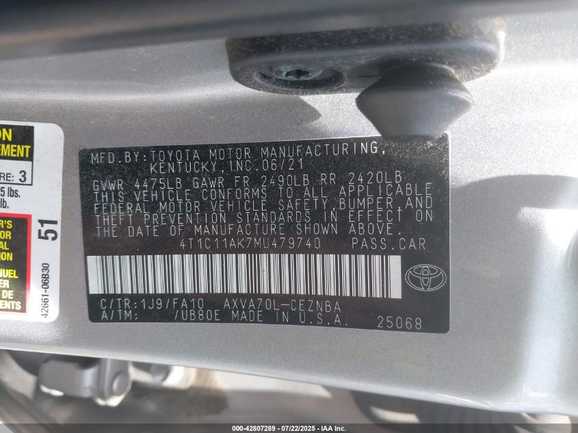 ON
EMENT
RE: 3
5 lbs.
lb.
51
42661-06B30
MFD. BY: TOYOTA MOTOR MANUFACTURING,
KENTUCKY, INC. 06/21
GVWR 4475LB GAWR FR 2490LB RR 2420LB
THIS VEHICLE CONFORMS TO ALL APPLICABLE
FEDERAL MOTOR VEHICLE SAFETY, BUMPER AND
THEFT PREVENTION STANDARDS IN EFFECT ON
THE DATE OF MANUFACTURE SHOWN ABOVE.
4T1C11AK7MU479740 PASS.CAR
C/TR:1J9/FA10 AXVA70L-CEZNBA
A/TM: /UB80E MADE IN U.S.A.
25068
000-42807289 | 07/22/2025 | IAA Inc.